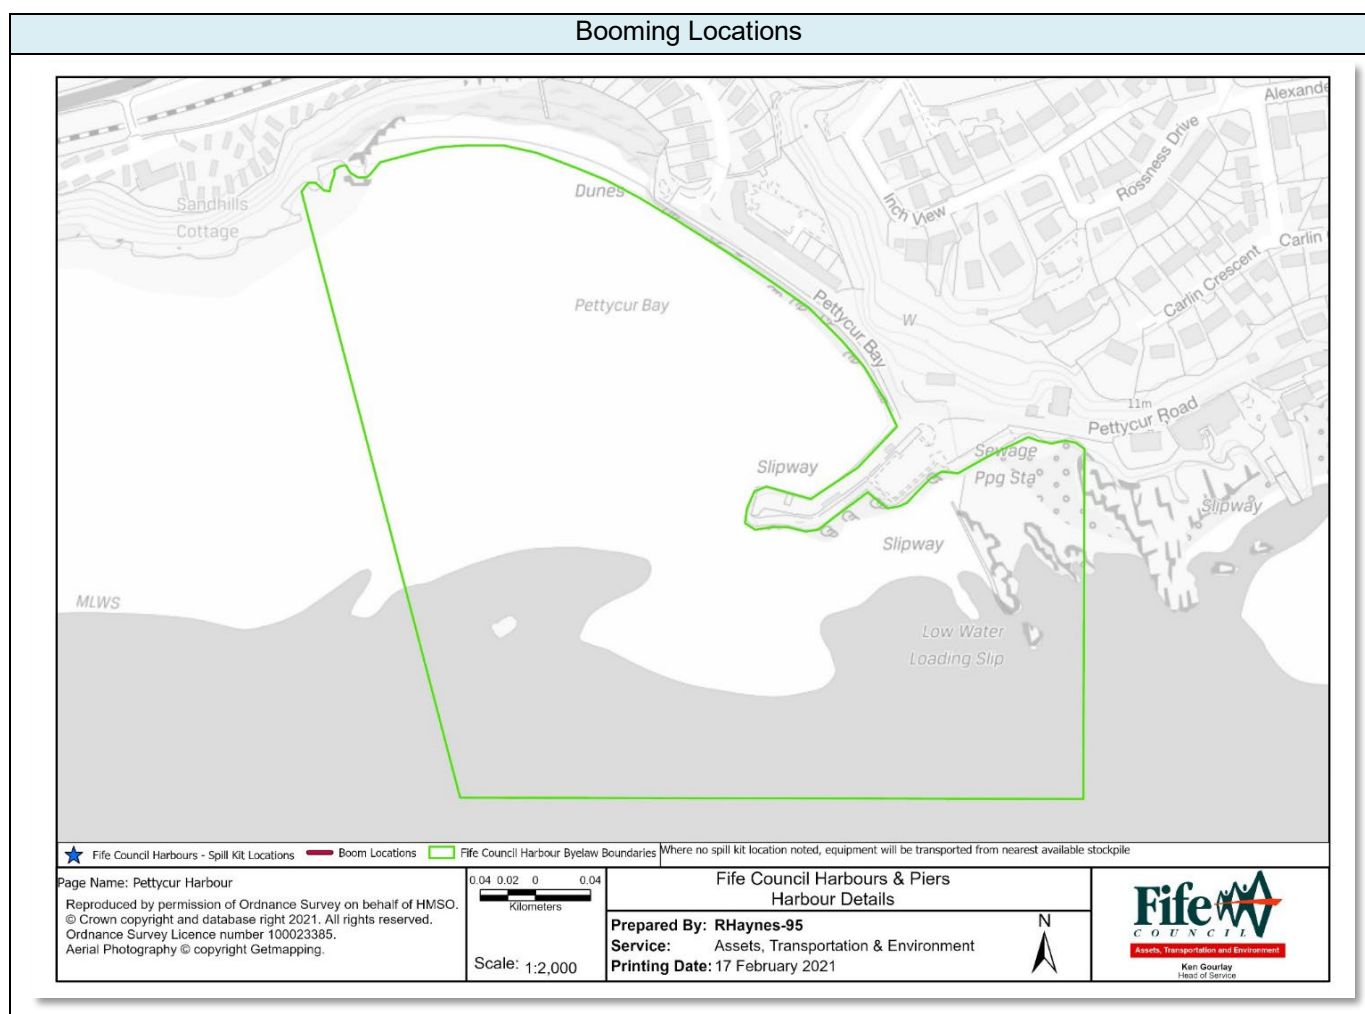 Booming Locations
Alexande
Rossness Drive
Dunes
Inch View
Sandhills
Cottage
Carlin
Carlin Crescent
Pettycur Bay
Pettycur Bay
W
11m
Pettycur Road
Sewage
Ppg Sta
Slipway
Slipway
Slipway
MLWS
Low Water
Loading Slip
Fife Council Harbours - Spill Kit Locations
Boom Locations
Fife Council Harbour Byelaw Boundaries
Where no spill kit location noted, equipment will be transported from nearest available stockpile
Page Name: Pettycur Harbour
Reproduced by permission of Ordnance Survey on behalf of HMSO.
© Crown copyright and database right 2021. All rights reserved.
Ordnance Survey Licence number 100023385.
Aerial Photography © copyright Getmapping.
0.04 0.02 0 0.04
Kilometers
Scale: 1:2,000
Fife Council Harbours & Piers
Harbour Details
Prepared By: RHaynes-95
Service: Assets, Transportation & Environment
Printing Date: 17 February 2021
N
Fife
COUNCIL
Assets, Transportation and Environment
Ken Gourlay
Head of Service